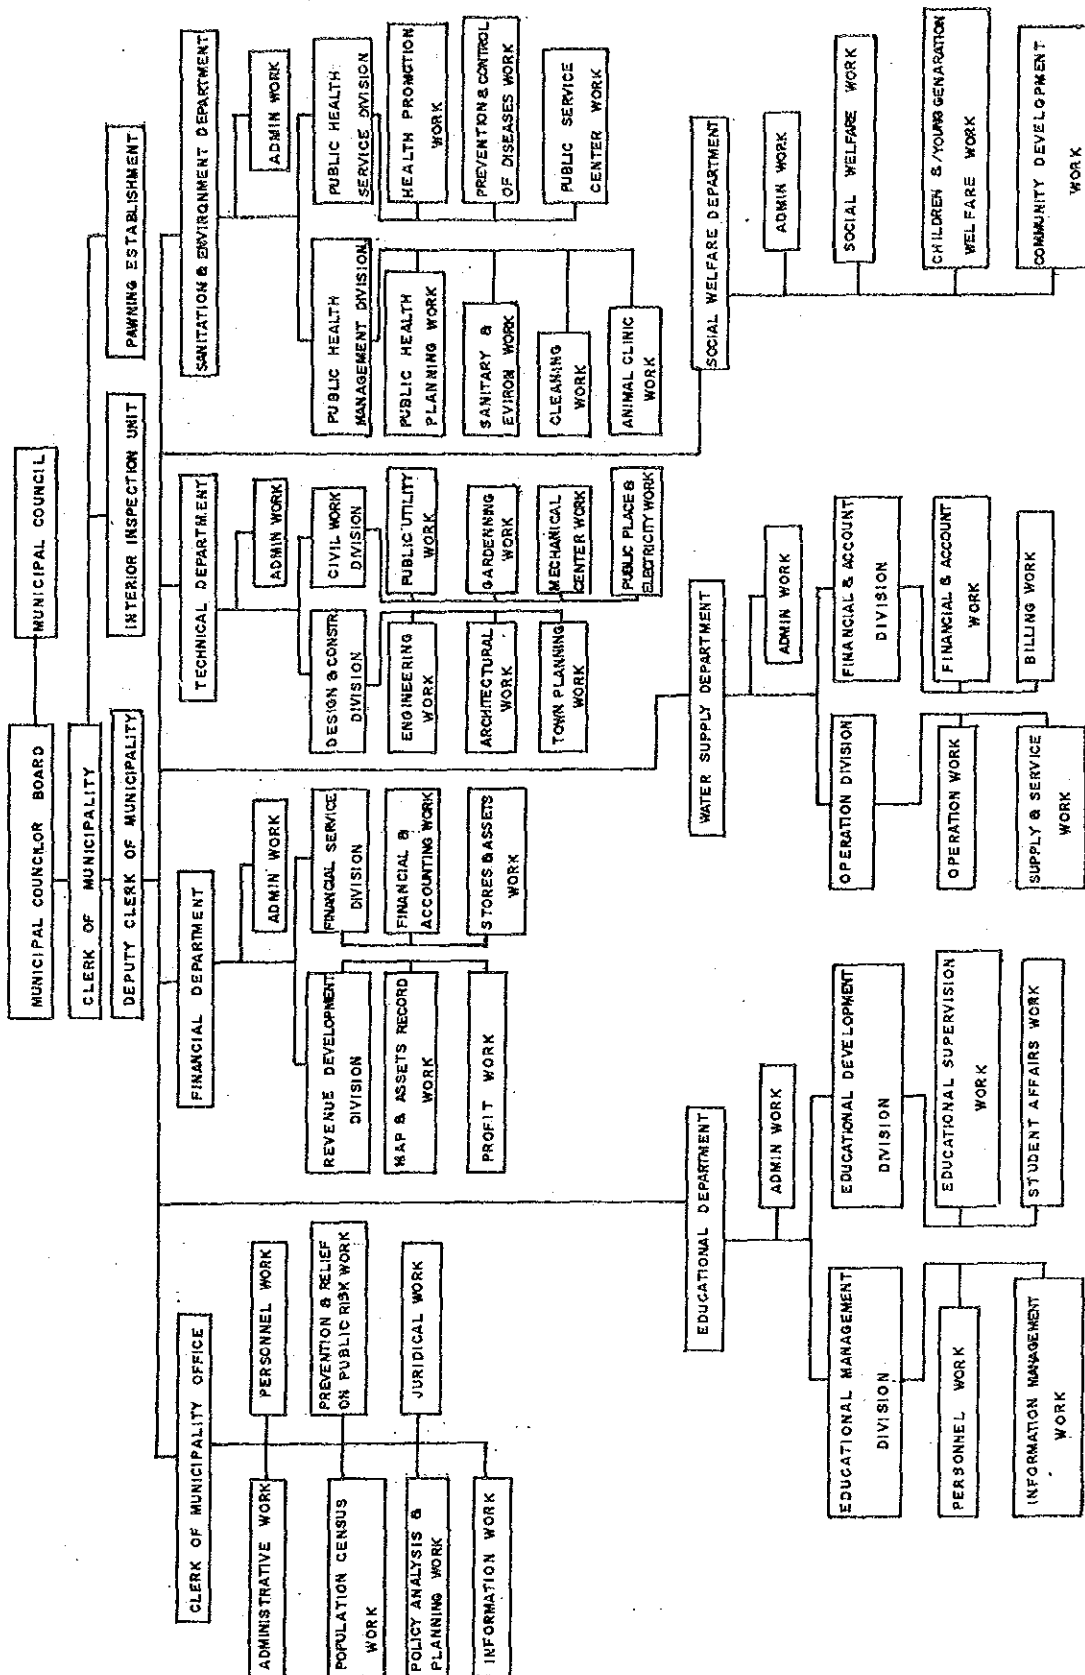 MUNICIPAL COUNCILOR BOARD
MUNICIPAL COUNCIL
CLERK OF MUNICIPALITY
DEPUTY CLERK OF MUNICIPALITY
INTERIOR INSPECTION UNIT
PAWNING ESTABLISHMENT
CLERK OF MUNICIPALITY OFFICE
ADMINISTRATIVE WORK
PERSONNEL WORK
POPULATION CENSUS
WORK
PREVENTION & RELIEF
ON PUBLIC RISK WORK
POLICY ANALYSIS &
PLANNING WORK
JURIDICAL WORK
INFORMATION WORK
FINANCIAL DEPARTMENT
ADMIN WORK
REVENUE DEVELOPMENT
DIVISION
FINANCIAL SERVICE
DIVISION
MAP & ASSETS RECORD
WORK
FINANCIAL &
ACCOUNTING WORK
PROFIT WORK
STORES & ASSETS
WORK
TECHNICAL DEPARTMENT
ADMIN WORK
DESIGN & CONSTR.
DIVISION
CIVIL WORK
DIVISION
ENGINEERING
WORK
PUBLIC UTILITY
WORK
ARCHITECTURAL
WORK
GARDENNING
WORK
TOWN PLANNING
WORK
MECHANICAL
CENTER WORK
PUBLIC PLACE &
ELECTRICITY WORK
SANITATION & ENVIRONMENT DEPARTMENT
ADMIN WORK
PUBLIC HEALTH
MANAGEMENT DIVISION
PUBLIC HEALTH
SERVICE DIVISION
PUBLIC HEALTH
PLANNING WORK
HEALTH PROMOTION
WORK
SANITARY &
EVIRON WORK
PREVENTION & CONTROL
OF DISEASES WORK
CLEANING
WORK
PUBLIC SERVICE
CENTER WORK
ANIMAL CLINIC
WORK
EDUCATIONAL DEPARTMENT
ADMIN WORK
EDUCATIONAL MANAGEMENT
DIVISION
EDUCATIONAL DEVELOPMENT
DIVISION
PERSONNEL WORK
EDUCATIONAL SUPERVISION
WORK
INFORMATION MANAGEMENT
WORK
STUDENT AFFAIRS WORK
WATER SUPPLY DEPARTMENT
ADMIN WORK
OPERATION DIVISION
FINANCIAL & ACCOUNT
DIVISION
OPERATION WORK
FINANCIAL & ACCOUNT
WORK
SUPPLY & SERVICE
WORK
BILLING WORK
SOCIAL WELFARE DEPARTMENT
ADMIN WORK
SOCIAL WELFARE WORK
CHILDREN &/YOUNG GENARATION
WELFARE WORK
COMMUNITY DEVELOPMENT
WORK